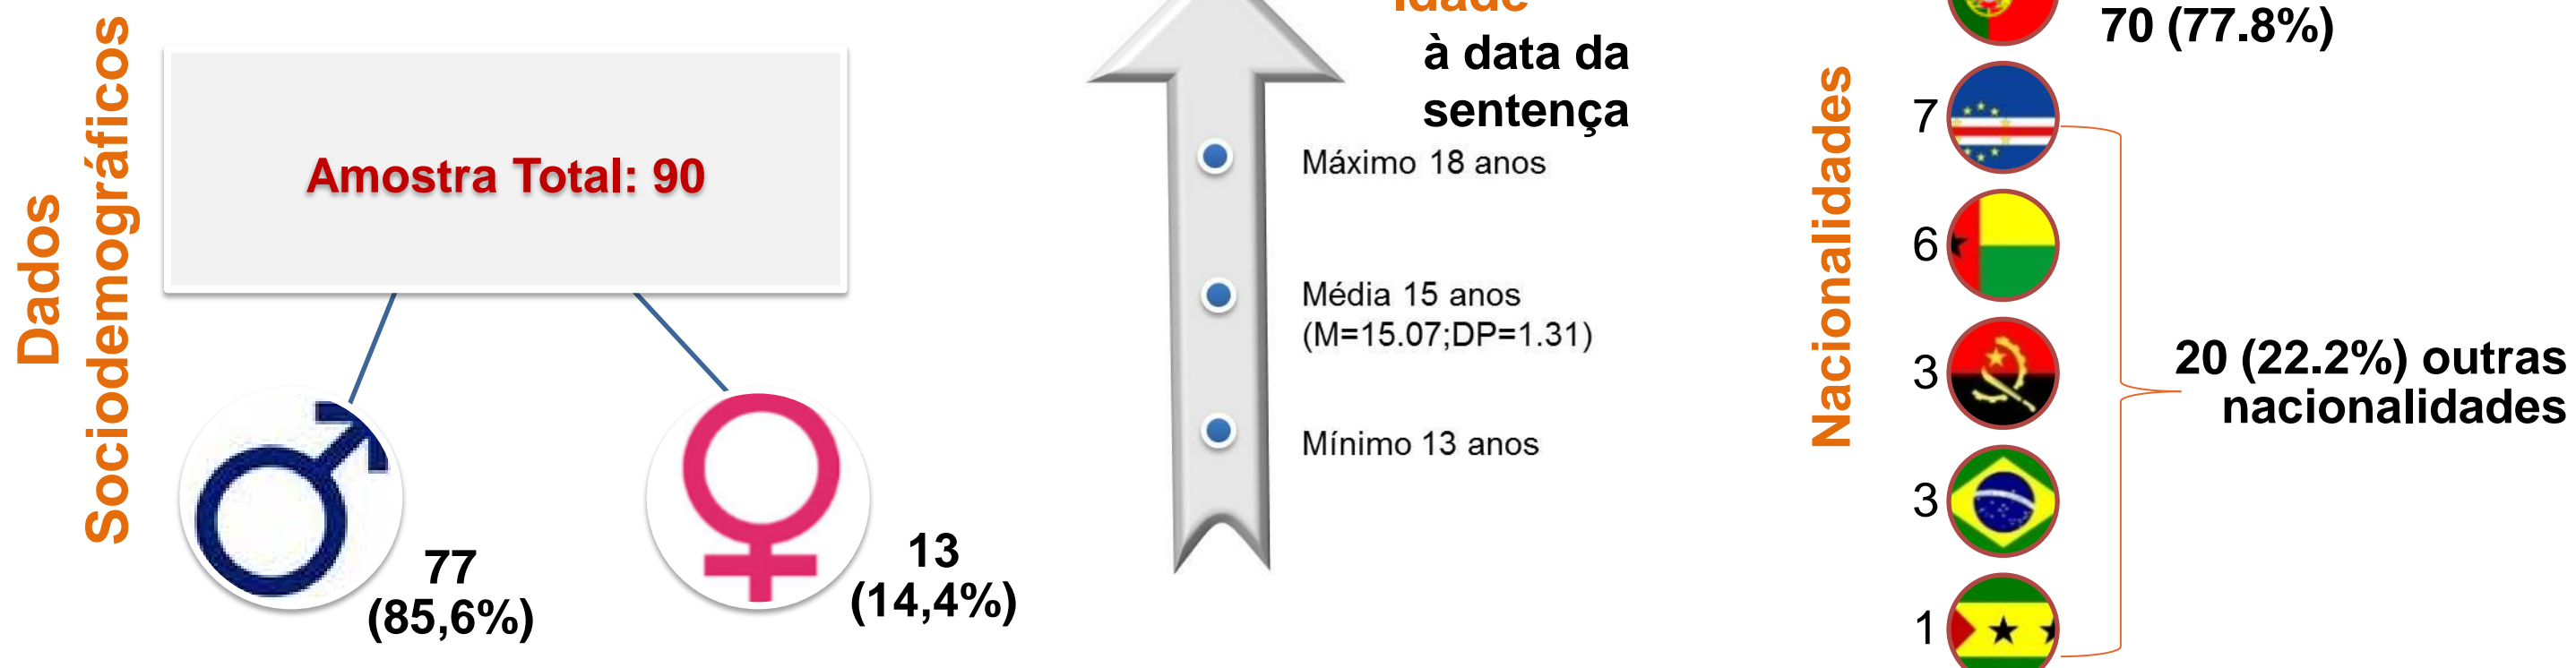 Dados
Sociodemográficos
Amostra Total: 90
77
(85,6%)
13
(14,4%)
Idade
à data da
sentença
Máximo 18 anos
Média 15 anos
(M=15.07;DP=1.31)
Mínimo 13 anos
Nacionalidades
70 (77.8%)
7
6
3
3
1
20 (22.2%) outras
nacionalidades